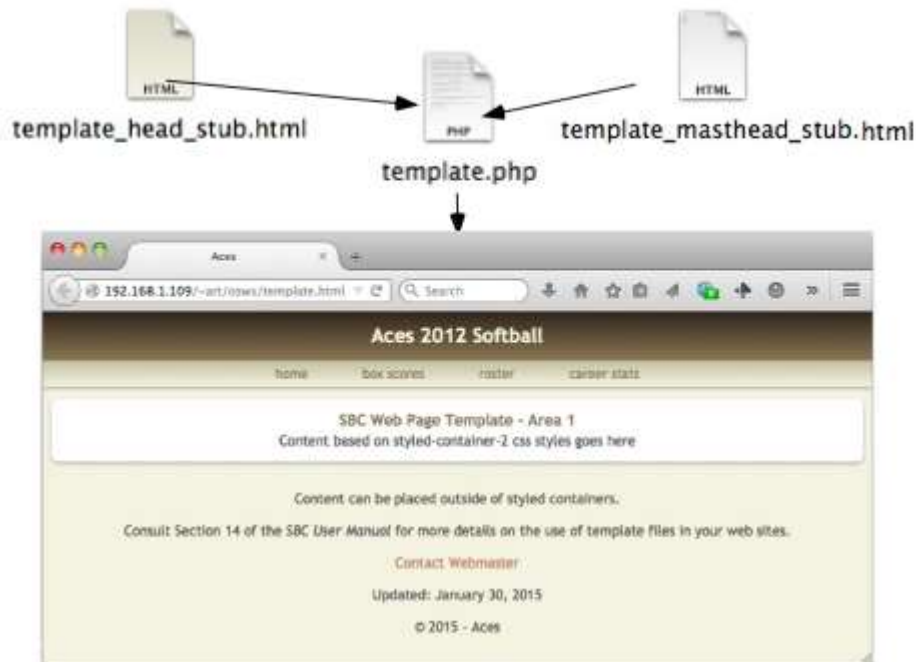 HTML
HTML
template_head_stub.html
PHP
template_masthead_stub.html
template.php
Aces
192.168.1.109/~art/osws/template.html
Search
Aces 2012 Softball
home box scores roster career stats
SBC Web Page Template - Area 1
Content based on styled-container-2 css styles goes here
Content can be placed outside of styled containers.
Consult Section 14 of the SBC User Manual for more details on the use of template files in your web sites.
Contact Webmaster
Updated: January 30, 2015
© 2015 - Aces